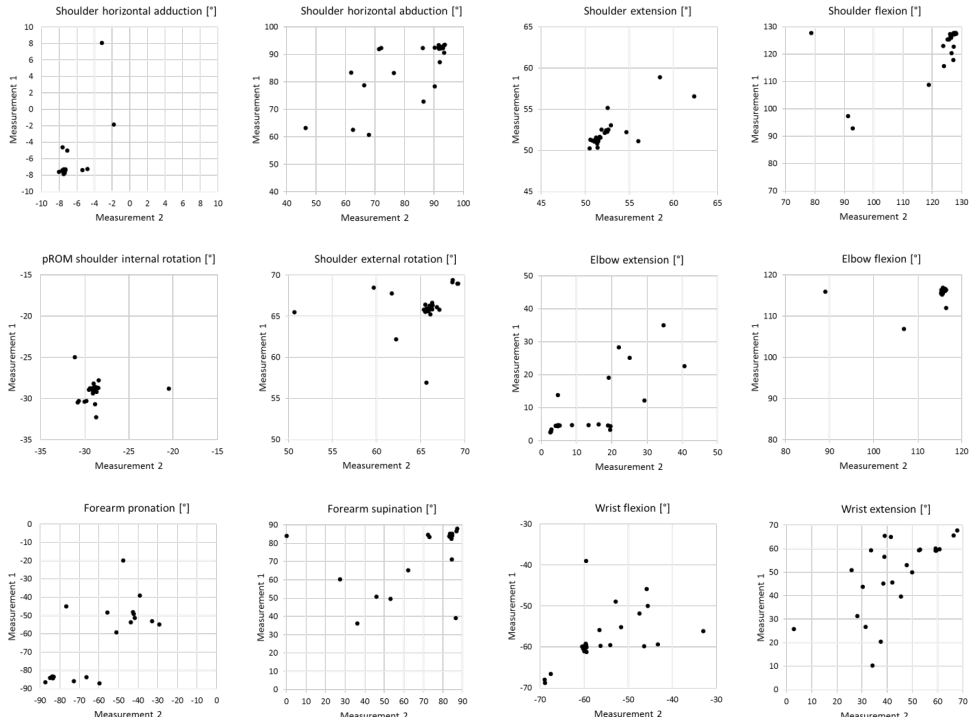 Shoulder horizontal adduction [°]
Measurement 1
10
8
6
4
2
0
-2
-4
-6
-8
-10
-10 -8 -6 -4 -2 0 2 4 6 8 10
Measurement 2
Shoulder horizontal abduction [°]
Measurement 1
100
90
80
70
60
50
40
40 50 60 70 80 90 100
Measurement 2
Shoulder extension [°]
Measurement 1
65
60
55
50
45
45 50 55 60 65
Measurement 2
Shoulder flexion [°]
Measurement 1
130
120
110
100
90
80
70
70 80 90 100 110 120 130
Measurement 2
pROM shoulder internal rotation [°]
Measurement 1
-15
-20
-25
-30
-35
-35 -30 -25 -20 -15
Measurement 2
Shoulder external rotation [°]
Measurement 1
70
65
60
55
50
50 55 60 65 70
Measurement 2
Elbow extension [°]
Measurement 1
50
40
30
20
10
0
0 10 20 30 40 50
Measurement 2
Elbow flexion [°]
Measurement 1
120
110
100
90
80
80 90 100 110 120
Measurement 2
Forearm pronation [°]
Measurement 1
0
-10
-20
-30
-40
-50
-60
-70
-80
-90
-90 -80 -70 -60 -50 -40 -30 -20 -10 0
Measurement 2
Forearm supination [°]
Measurement 1
90
80
70
60
50
40
30
20
10
0
0 10 20 30 40 50 60 70 80 90
Measurement 2
Wrist flexion [°]
Measurement 1
-30
-40
-50
-60
-70
-70 -60 -50 -40 -30
Measurement 2
Wrist extension [°]
Measurement 1
70
60
50
40
30
20
10
0
0 10 20 30 40 50 60 70
Measurement 2